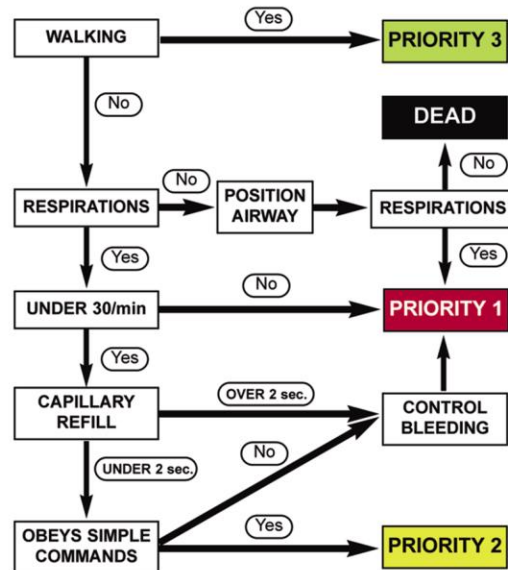 WALKING
Yes
PRIORITY 3
No
DEAD
No
RESPIRATIONS
No
POSITION
AIRWAY
RESPIRATIONS
Yes
Yes
UNDER 30/min
No
PRIORITY 1
Yes
CAPILLARY
REFILL
OVER 2 sec.
CONTROL
BLEEDING
UNDER 2 sec.
No
OBEYS SIMPLE
COMMANDS
Yes
PRIORITY 2